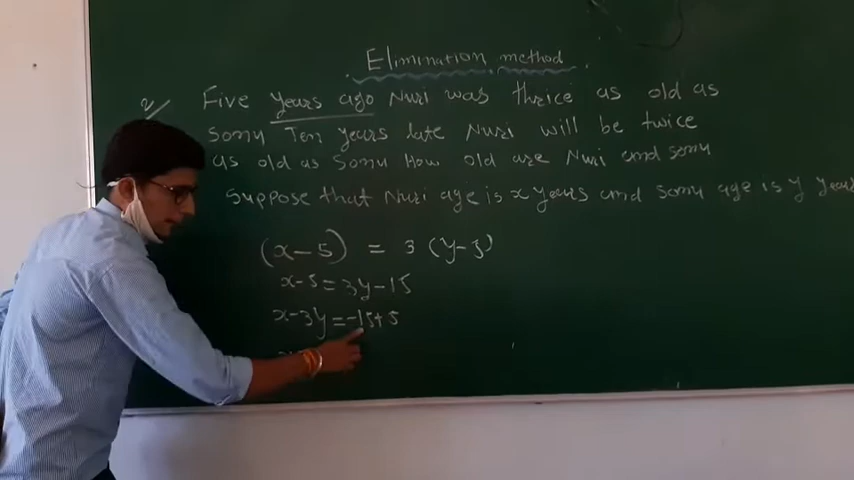 Elimination method
Five years ago Nuri was thrice as old as
Sonu Ten years late Nuri will be twice
as old as Sonu How old are Nuri and Sonu
Suppose that Nuri age is x years and sonu age is y years
(x-5) = 3 (y-5)
x-5=3y-15
x-3y=-15+5